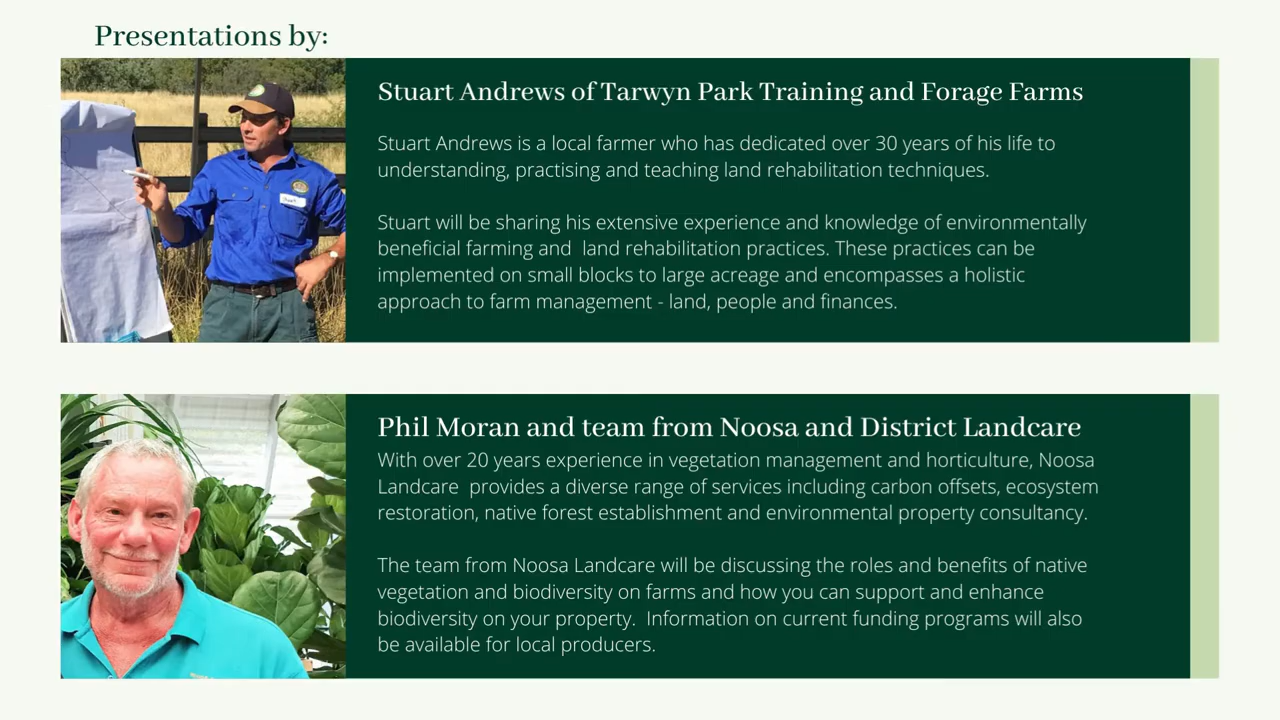 Presentations by:
Stuart Andrews of Tarwyn Park Training and Forage Farms
Stuart Andrews is a local farmer who has dedicated over 30 years of his life to
understanding, practising and teaching land rehabilitation techniques.
Stuart will be sharing his extensive experience and knowledge of environmentally
beneficial farming and  land rehabilitation practices. These practices can be
implemented on small blocks to large acreage and encompasses a holistic
approach to farm management - land, people and finances.
Phil Moran and team from Noosa and District Landcare
With over 20 years experience in vegetation management and horticulture, Noosa
Landcare  provides a diverse range of services including carbon offsets, ecosystem
restoration, native forest establishment and environmental property consultancy.
The team from Noosa Landcare will be discussing the roles and benefits of native
vegetation and biodiversity on farms and how you can support and enhance
biodiversity on your property.  Information on current funding programs will also
be available for local producers.